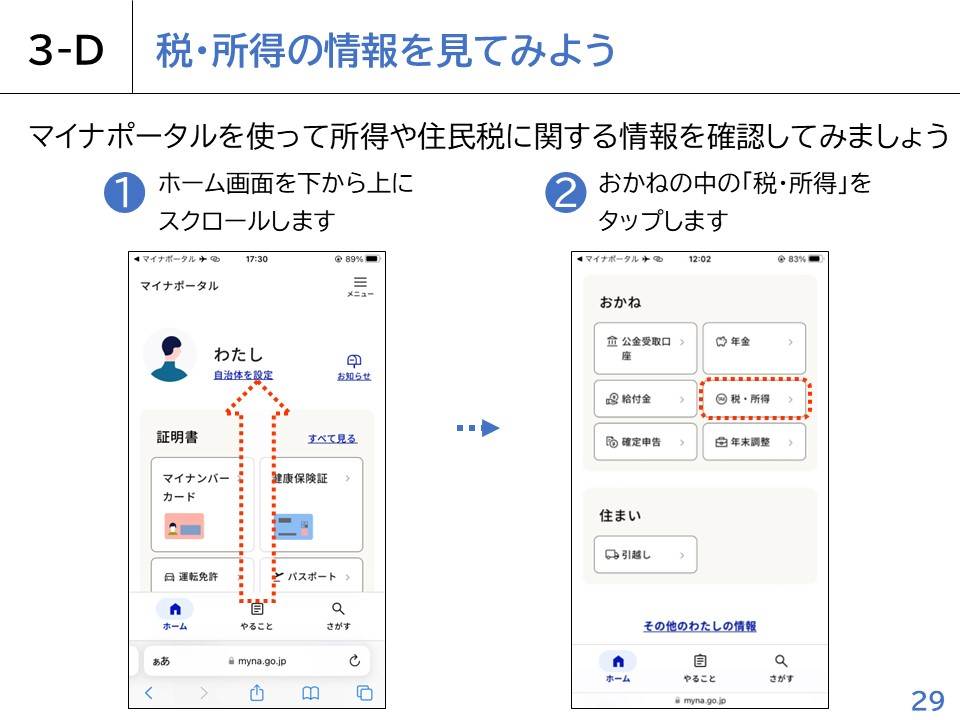 3-D
税・所得の情報を見てみよう
マイナポータルを使って所得や住民税に関する情報を確認してみましょう
1
ホーム画面を下から上に
スクロールします
マイナポータル
17:30
89%
マイナポータル
メニュー
わたし
自治体を設定
お知らせ
証明書
すべて見る
マイナンバー
カード
健康保険証
運転免許
パスポート
ホーム
やること
さがす
ぁあ
myna.go.jp
2
おかねの中の「税・所得」を
タップします
マイナポータル
12:02
83%
おかね
公金受取口
座
年金
給付金
税・所得
確定申告
年末調整
住まい
引越し
その他のわたしの情報
ホーム
やること
さがす
myna.go.jp
29